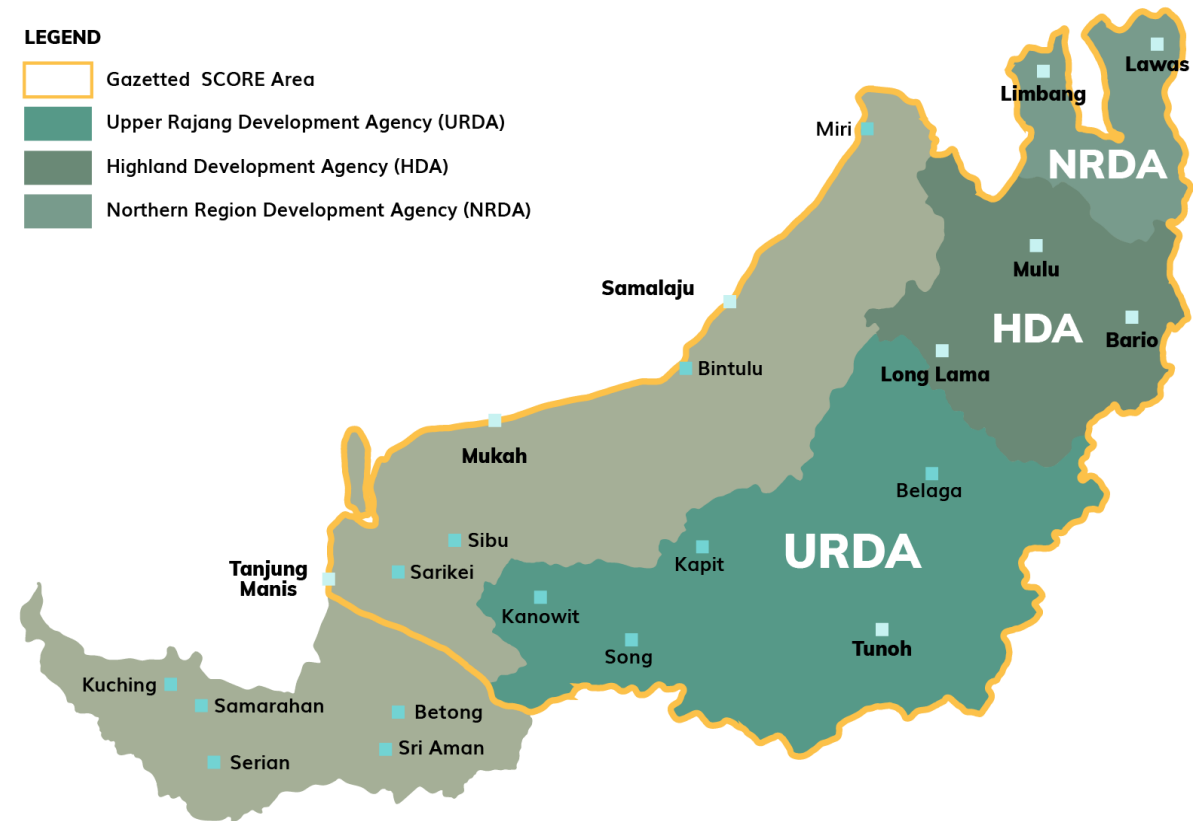 LEGEND
Gazetted SCORE Area
Upper Rajang Development Agency (URDA)
Highland Development Agency (HDA)
Northern Region Development Agency (NRDA)
Lawas
Limbang
Miri
NRDA
Mulu
Samalaju
HDA
Bario
Bintulu
Long Lama
Mukah
Belaga
Sibu
URDA
Kapit
Tanjung
Manis
Sarikei
Kanowit
Tunoh
Song
Kuching
Samarahan
Betong
Sri Aman
Serian